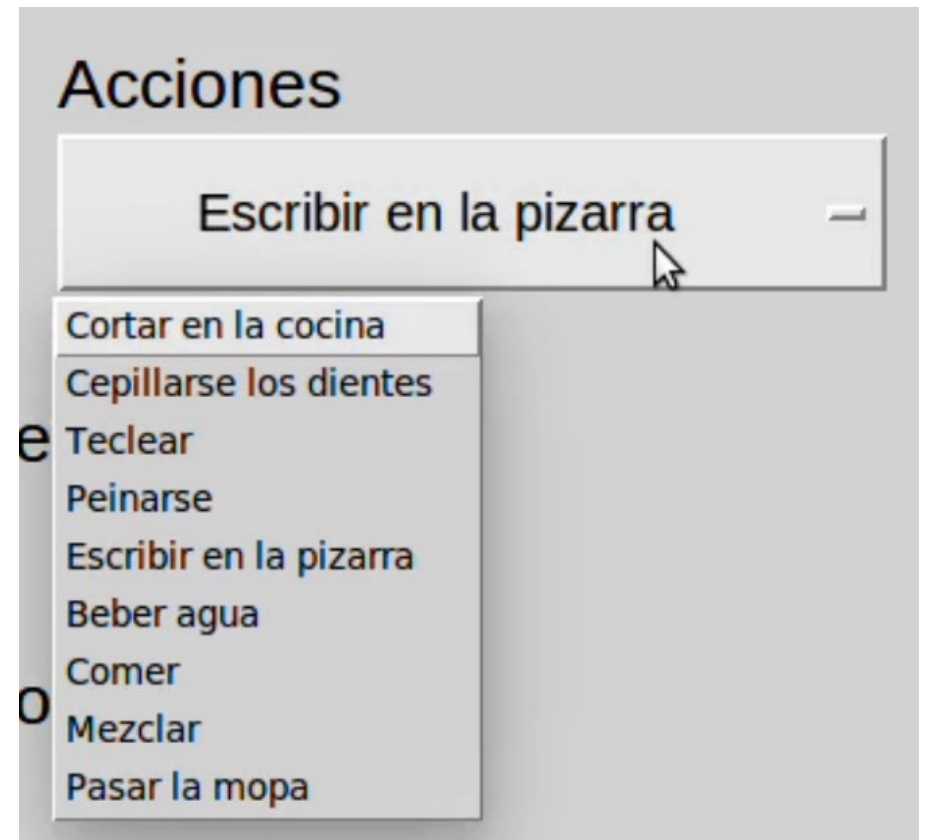 Acciones
Escribir en la pizarra
Cortar en la cocina
Cepillarse los dientes
e
Teclear
Peinarse
Escribir en la pizarra
Beber agua
Comer
o
Mezclar
Pasar la mopa